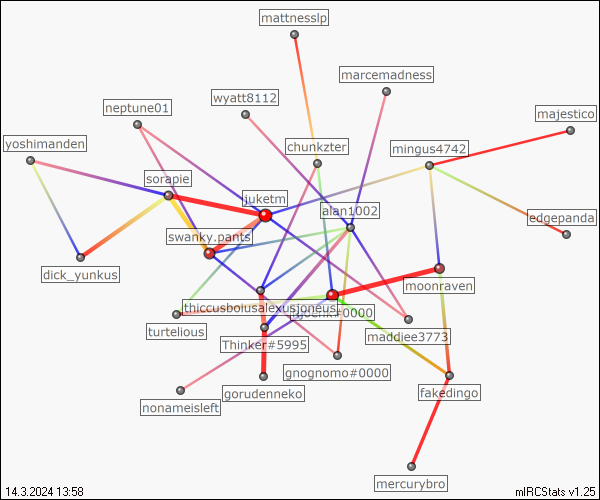 mattnesslp
marcemadness
wyatt8112
neptune01
majestico
yoshimanden
chunkzter
mingus4742
sorapie
juketm
alan1002
edgepanda
swanky.pants
dick_yunkus
moonraven
thiccusboiusalexusjoneus
#0000
turtelious
Thinker#5995
maddiee3773
gnognomo#0000
gorudenneko
fakedingo
nonameisleft
mercurybro
14.3.2024 13:58
mIRCStats v1.25